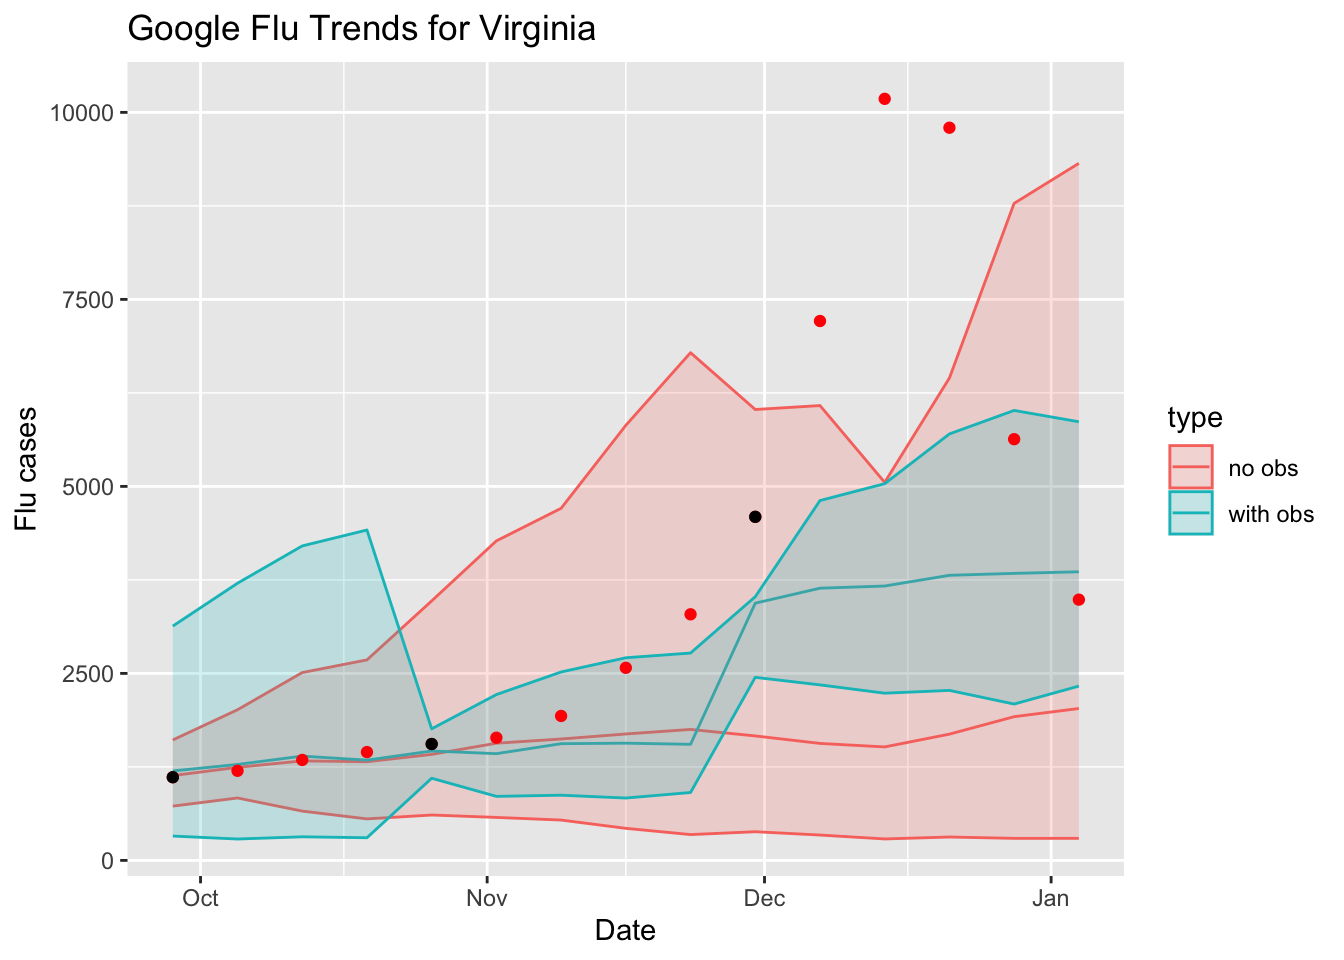 Google Flu Trends for Virginia
Flu cases
10000
7500
5000
2500
0
Oct
Nov
Dec
Jan
Date
type
no obs
with obs